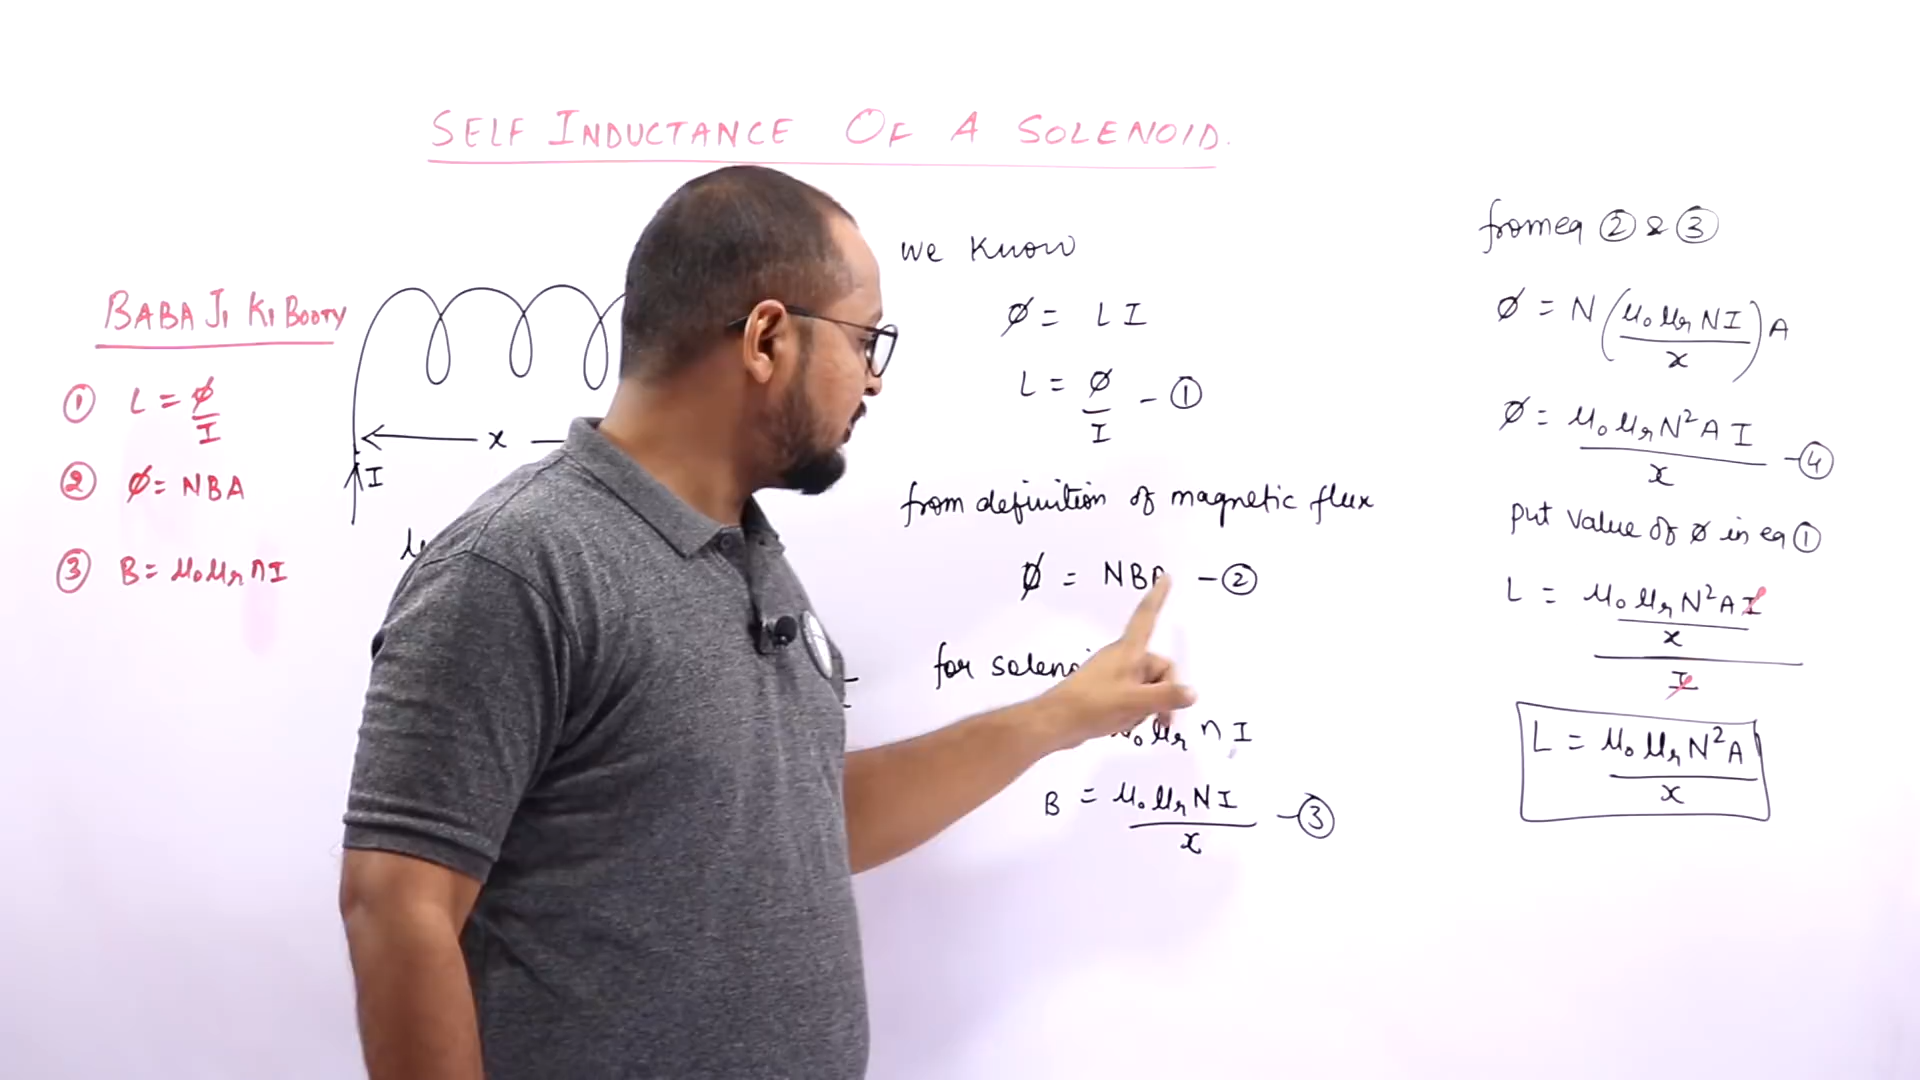 SELF INDUCTANCE OF A SOLENOID.
BABA JI KI BOOTY
① L = Φ/I
② Φ = NBA
③ B = μ₀μᵣnI
x
I
we know
Φ = LI
L = Φ/I - ①
from definition of magnetic flux
Φ = NBA - ②
for
μᵣ n I
B = μ₀μᵣNI/x - ③
from eq ② & ③
Φ = N(μ₀μᵣNI/x)A
Φ = μ₀μᵣN²AI/x - ④
put value of Φ in eq ①
L = μ₀μᵣN²AI/x/I
L = μ₀μᵣN²A/x